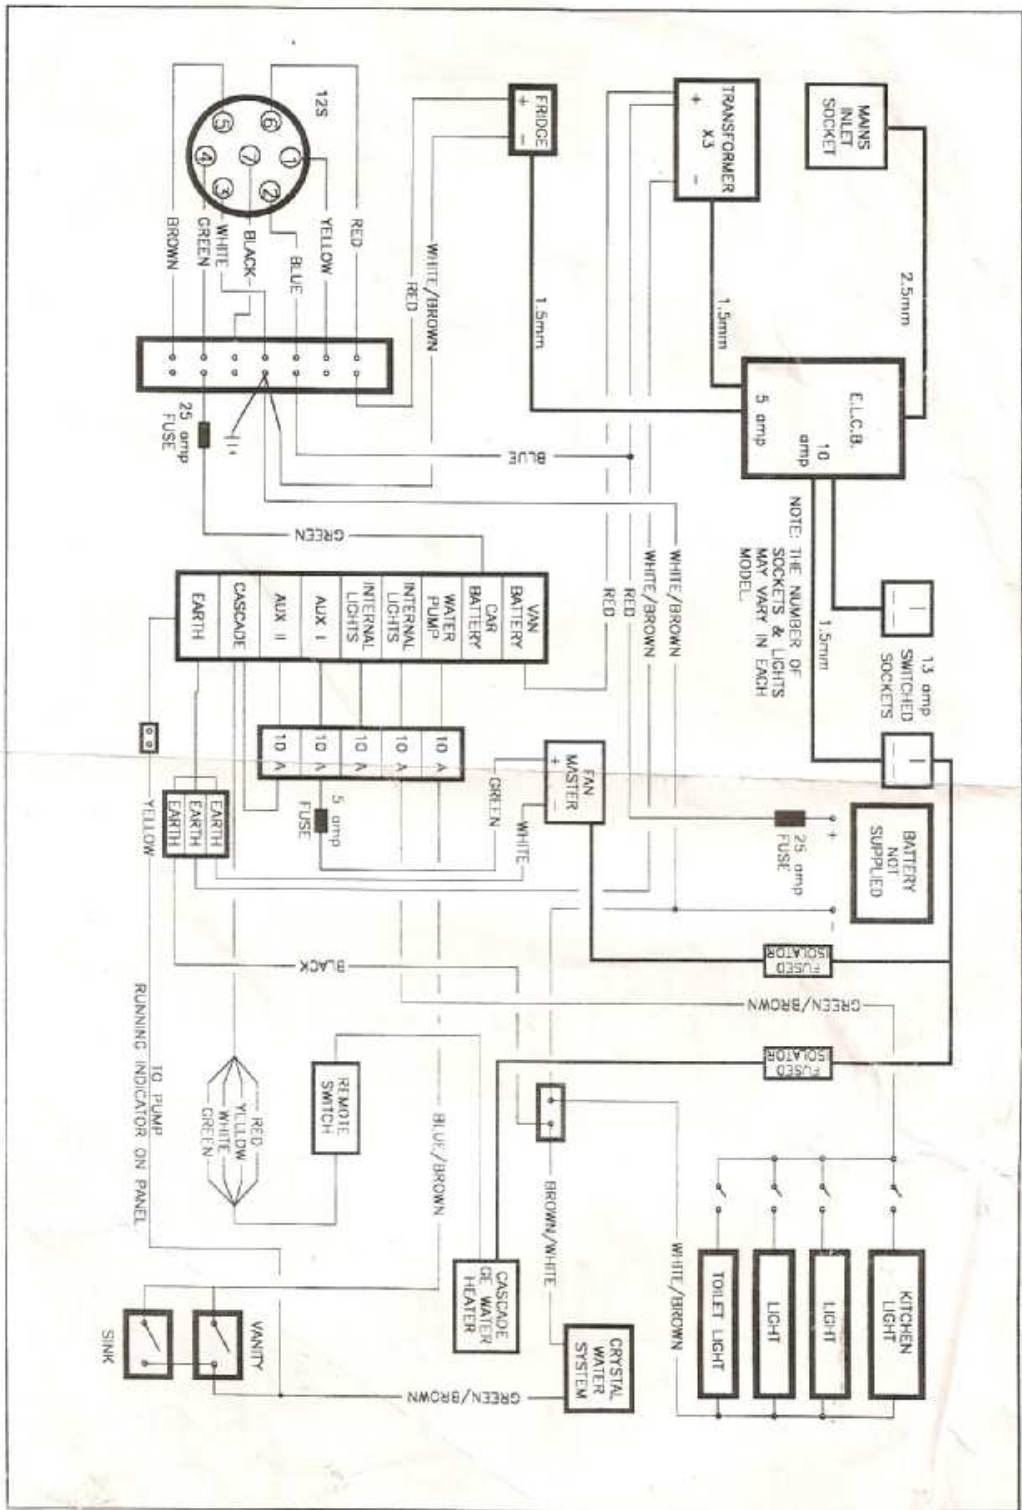 MAINS
INLET
SOCKET
2.5mm
TRANSFORMER
X3
+
-
1.5mm
FRIDGE
+
-
1.5mm
E.L.C.B.
10
amp
5 amp
NOTE: THE NUMBER OF
SOCKETS & LIGHTS
MAY VARY IN EACH
MODEL.
13 amp
SWITCHED
SOCKETS
1.5mm
12S
1
2
3
4
5
6
7
RED
YELLOW
BLUE
BLACK
WHITE
GREEN
BROWN
WHITE/BROWN
RED
25 amp
FUSE
BLUE
GREEN
WHITE/BROWN
WHITE/BROWN
RED
RED
VAN
BATTERY
CAR
BATTERY
WATER
PUMP
INTERNAL
LIGHTS
INTERNAL
LIGHTS
AUX I
AUX II
CASCADE
EARTH
10 A
10 A
10 A
10 A
10 A
5 amp
FUSE
FAN
MASTER
+
-
GREEN
WHITE
EARTH
EARTH
EARTH
YELLOW
BATTERY
NOT
SUPPLIED
+
-
25 amp
FUSE
FUSED
ISOLATOR
FUSED
ISOLATOR
BLACK
GREEN/BROWN
TO PUMP
RUNNING INDICATOR ON PANEL
RED
YELLOW
WHITE
GREEN
REMOTE
SWITCH
BLUE/BROWN
BROWN/WHITE
WHITE/BROWN
KITCHEN
LIGHT
LIGHT
LIGHT
TOILET LIGHT
CASCADE
GE WATER
HEATER
CRYSTAL
WATER
SYSTEM
GREEN/BROWN
VANITY
SINK